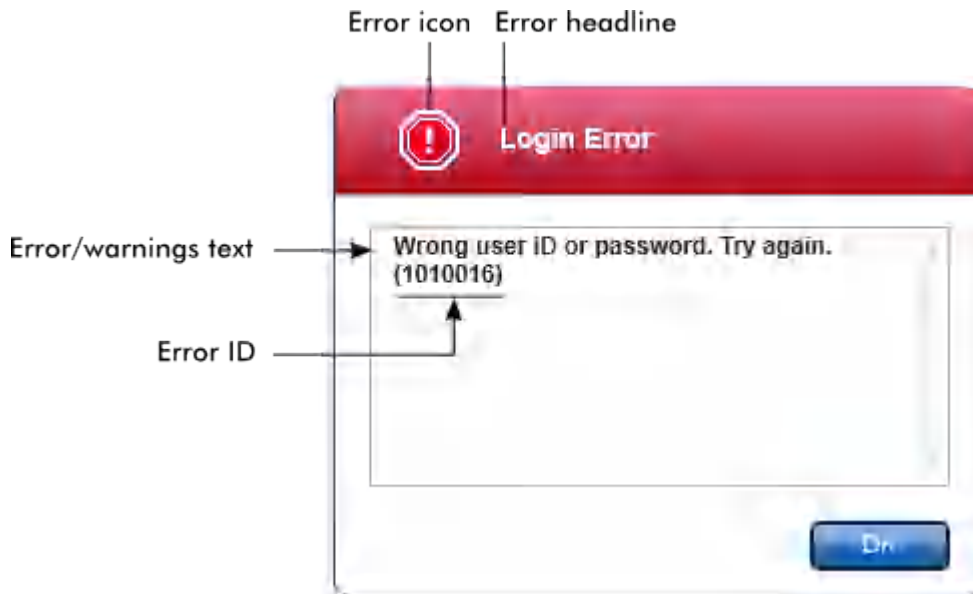 Error icon Error headline
Login Error
Error/warnings text
Wrong user ID or password. Try again.
(1010016)
Error ID